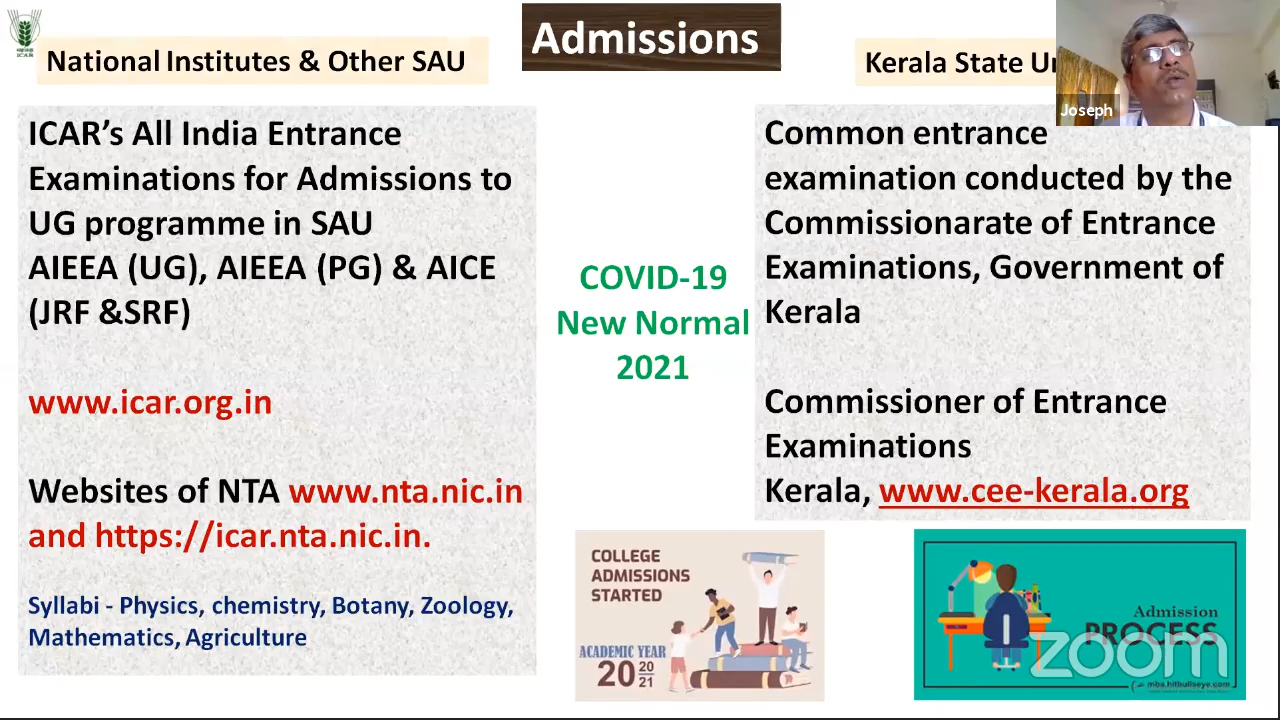 Admissions
ICAR
National Institutes & Other SAU
ICAR’s All India Entrance
Examinations for Admissions to
UG programme in SAU
AIEEA (UG), AIEEA (PG) & AICE
(JRF &SRF)
www.icar.org.in
Websites of NTA www.nta.nic.in
and https://icar.nta.nic.in.
Syllabi - Physics, chemistry, Botany, Zoology,
Mathematics, Agriculture
COVID-19
New Normal
2021
Kerala State
Joseph
Common entrance
examination conducted by the
Commissionarate of Entrance
Examinations, Government of
Kerala
Commissioner of Entrance
Examinations
Kerala, www.cee-kerala.org
COLLEGE
ADMISSIONS
STARTED
ACADEMIC YEAR
20 20
21
Admission
PROCESS
zoom
mba.hitbullseye.com